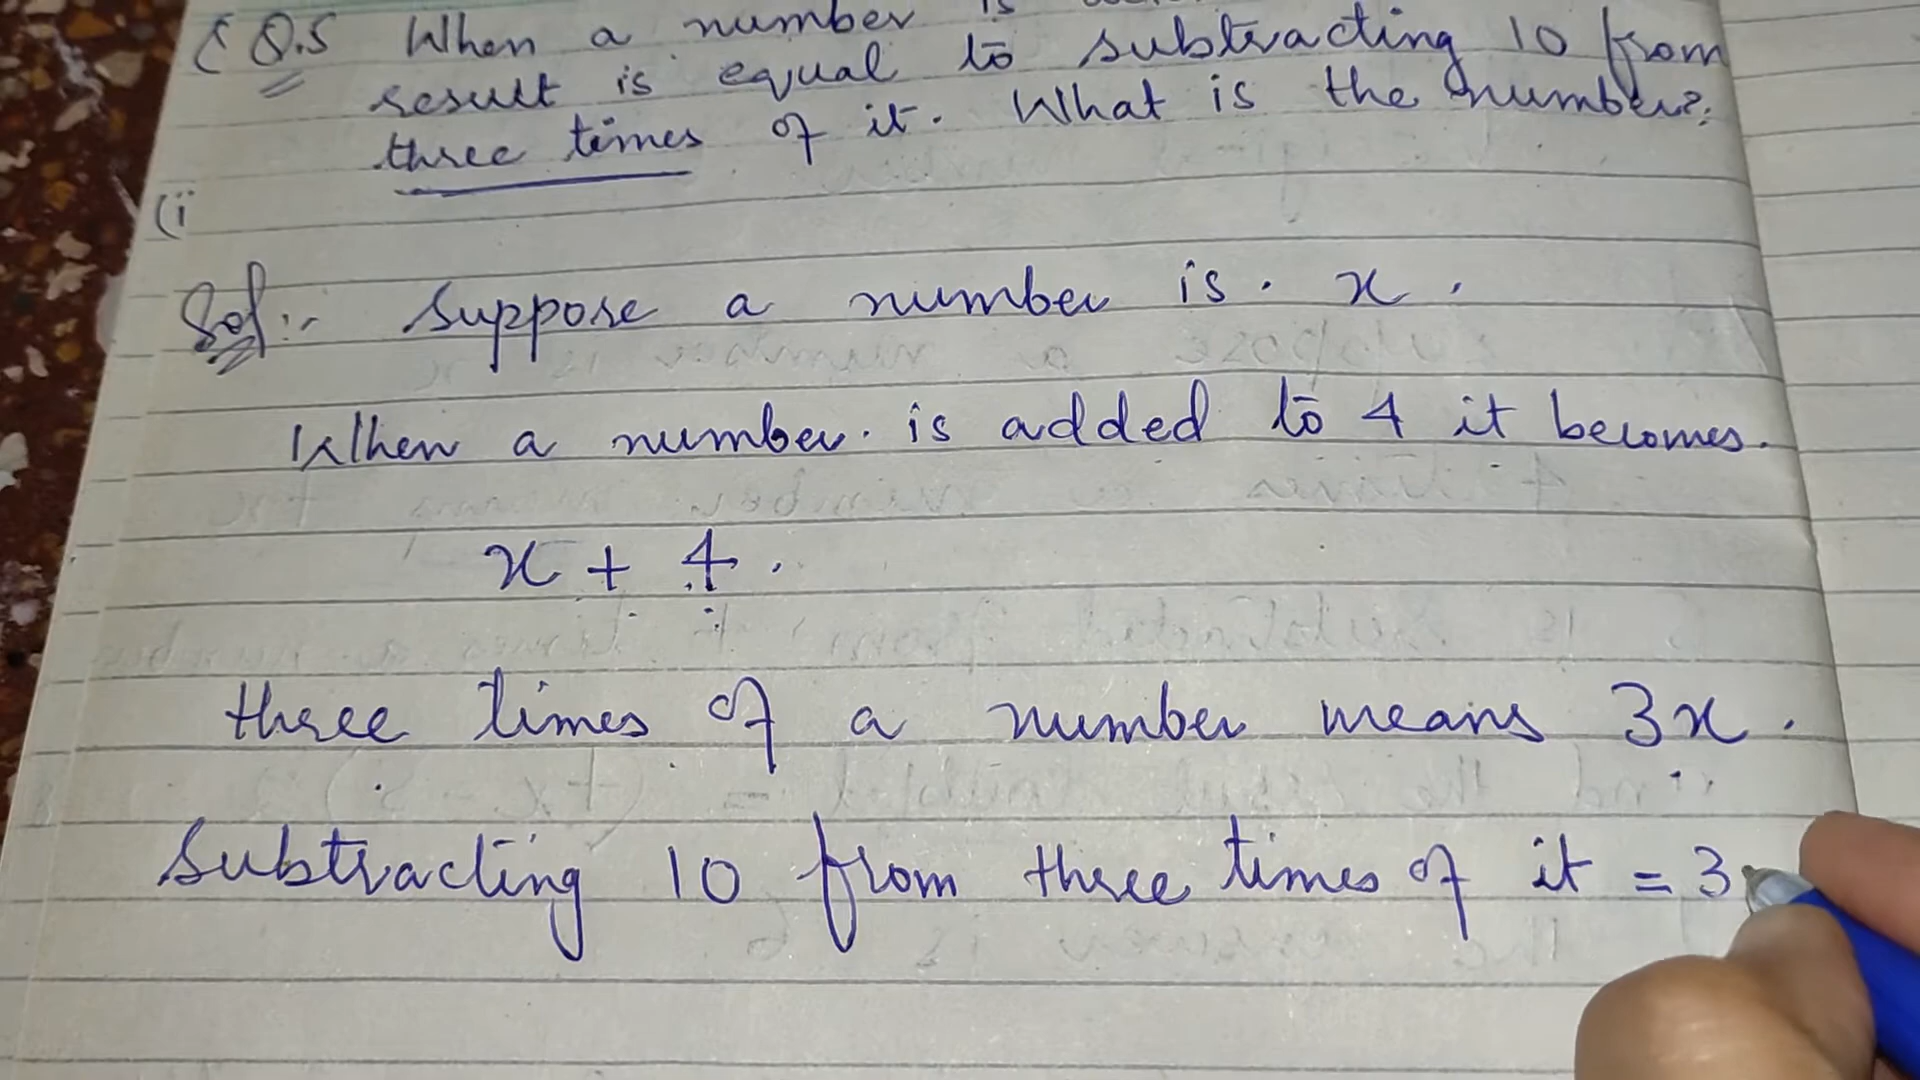 Q.5 When a number is
result is equal to subtracting 10 from
three times of it. What is the number?
(i
Sol:- Suppose a number is. x.
When a number. is added to 4 it becomes.
x + 4.
three times of a number means 3x.
Subtracting 10 from three times of it = 3